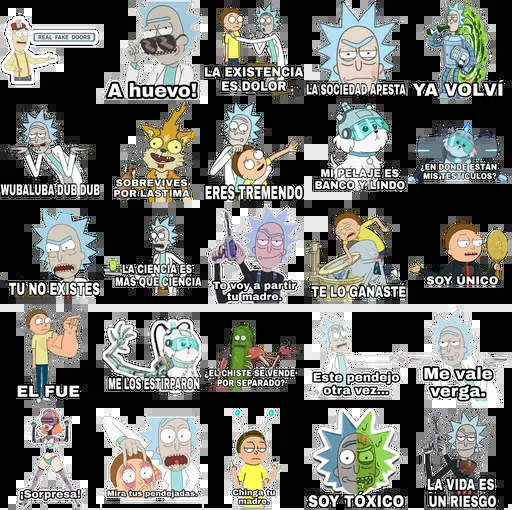 REAL FAKE DOORS
A huevo!
LA EXISTENCIA
ES DOLOR
LA SOCIEDAD APESTA
YA VOLVÍ
WUBALUBA DUB DUB
SOBREVIVES
POR LASTIMA
ERES TREMENDO
MI PELAJE ES
BANCO Y LINDO
¿EN DONDE ESTÁN
MIS TESTICULOS?
TU NO EXISTES
LA CIENCIA ES
MÁS QUE CIENCIA
Te voy a partir
tu madre.
TE LO GANASTE
SOY ÚNICO
EL FUE
ME LOS ESTIRPARON
¿EL CHISTE SE VENDE
POR SEPARADO?
Este pendejo
otra vez...
Me vale
verga.
¡Sorpresa!
Mira tus pendejadas.
Chinga tu
madre.
SOY TÓXICO
LA VIDA ES
UN RIESGO